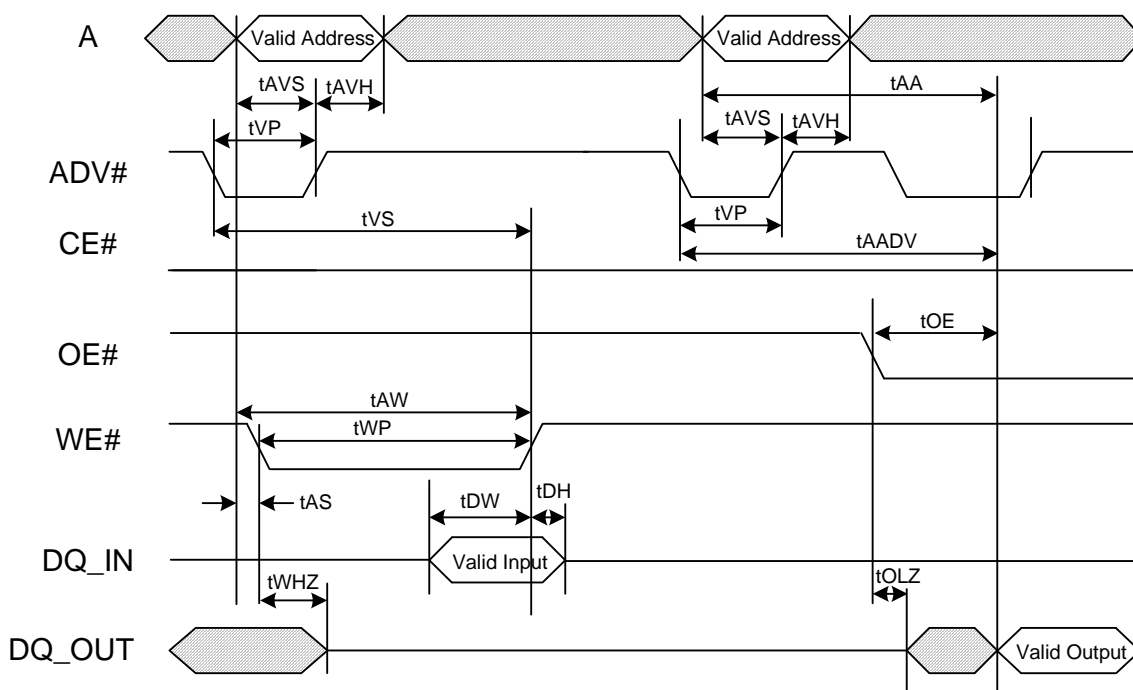 A
Valid Address
Valid Address
tAVS
tAVH
tAA
tVP
tAVS
tAVH
ADV#
tVS
tVP
CE#
tAADV
tOE
OE#
tAW
WE#
tWP
tAS
tDW
tDH
DQ_IN
Valid Input
tWHZ
tOLZ
DQ_OUT
Valid Output